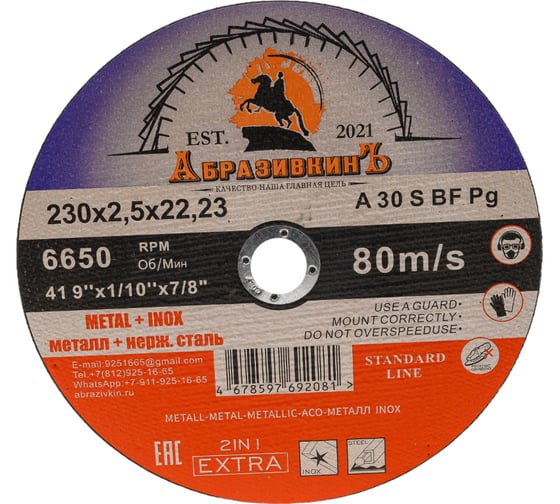 EST. 2021
АБРАЗИВКИНЪ
КАЧЕСТВО-НАША ГЛАВНАЯ ЦЕЛЬ
230x2,5x22,23
A 30 S BF Pg
6650 RPM
Об/Мин
80m/s
41 9"x1/10"x7/8"
METAL + INOX
металл + нерж. сталь
USE A GUARD
MOUNT CORRECTLY
DO NOT OVERSPEEDUSE
E-mail:9251665@gmail.com
Tel.+7(812)925-16-65
WhatsApp:+7-911-925-16-65
abrazivkin.ru
4 678597 692081 >
STANDARD
LINE
METALL-METAL-METALLIC-ACO-МЕТАЛЛ INOX
EAC
2IN1
EXTRA
INOX
STEEL